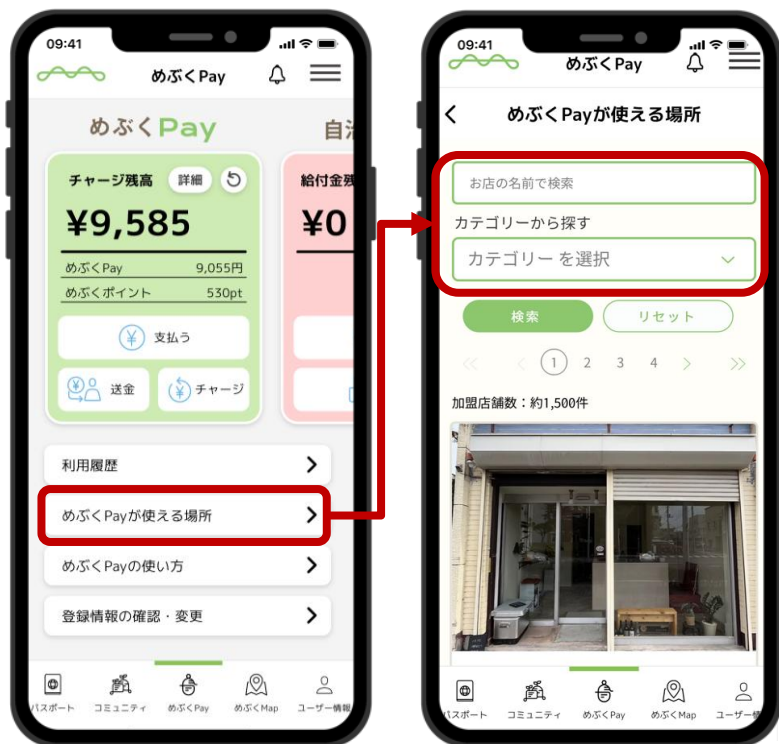 09:41
めぶく Pay
めぶく Pay
自治
チャージ残高
詳細
給付金残
¥9,585
¥0
めぶくPay 9,055円
めぶくポイント 530pt
支払う
送金
チャージ
利用履歴
めぶくPayが使える場所
めぶくPayの使い方
登録情報の確認・変更
パスポート コミュニティ めぶくPay めぶくMap ユーザー情報
09:41
めぶく Pay
めぶくPayが使える場所
お店の名前で検索
カテゴリーから探す
カテゴリー を選択
検索
リセット
<< < 1 2 3 4 > >>
加盟店舗数：約1,500件
パスポート コミュニティ めぶくPay めぶくMap ユーザー情